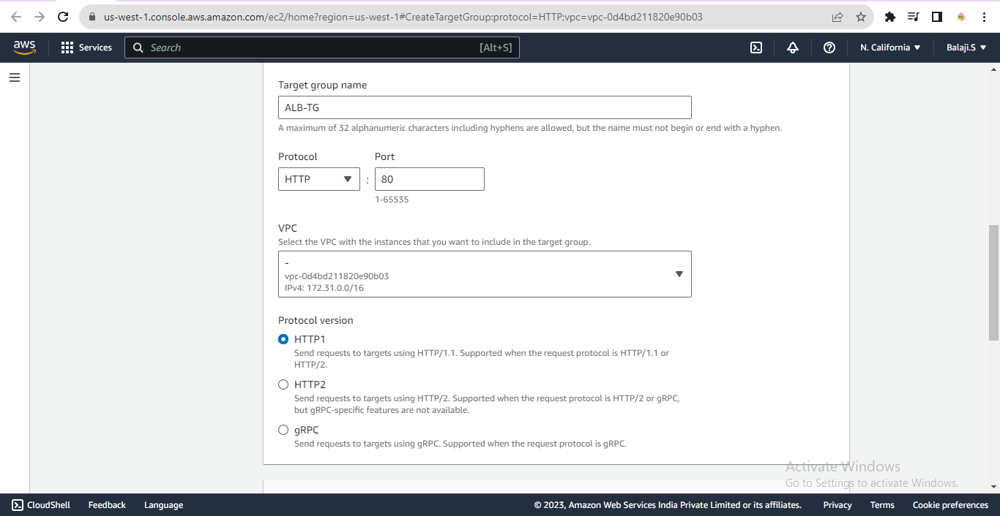 us-west-1.console.aws.amazon.com/ec2/home?region=us-west-1#CreateTargetGroup:protocol=HTTP;vpc=vpc-0d4bd211820e90b03
aws
Services
Search
[Alt+S]
N. California
Balaji.S
Target group name
ALB-TG
A maximum of 32 alphanumeric characters including hyphens are allowed, but the name must not begin or end with a hyphen.
Protocol
Port
HTTP
:
80
1-65535
VPC
Select the VPC with the instances that you want to include in the target group.
-
vpc-0d4bd211820e90b03
IPv4: 172.31.0.0/16
Protocol version
HTTP1
Send requests to targets using HTTP/1.1. Supported when the request protocol is HTTP/1.1 or
HTTP/2.
HTTP2
Send requests to targets using HTTP/2. Supported when the request protocol is HTTP/2 or gRPC,
but gRPC-specific features are not available.
gRPC
Send requests to targets using gRPC. Supported when the request protocol is gRPC.
Activate Windows
Go to Settings to activate Windows.
CloudShell
Feedback
Language
© 2023, Amazon Web Services India Private Limited or its affiliates.
Privacy
Terms
Cookie preferences